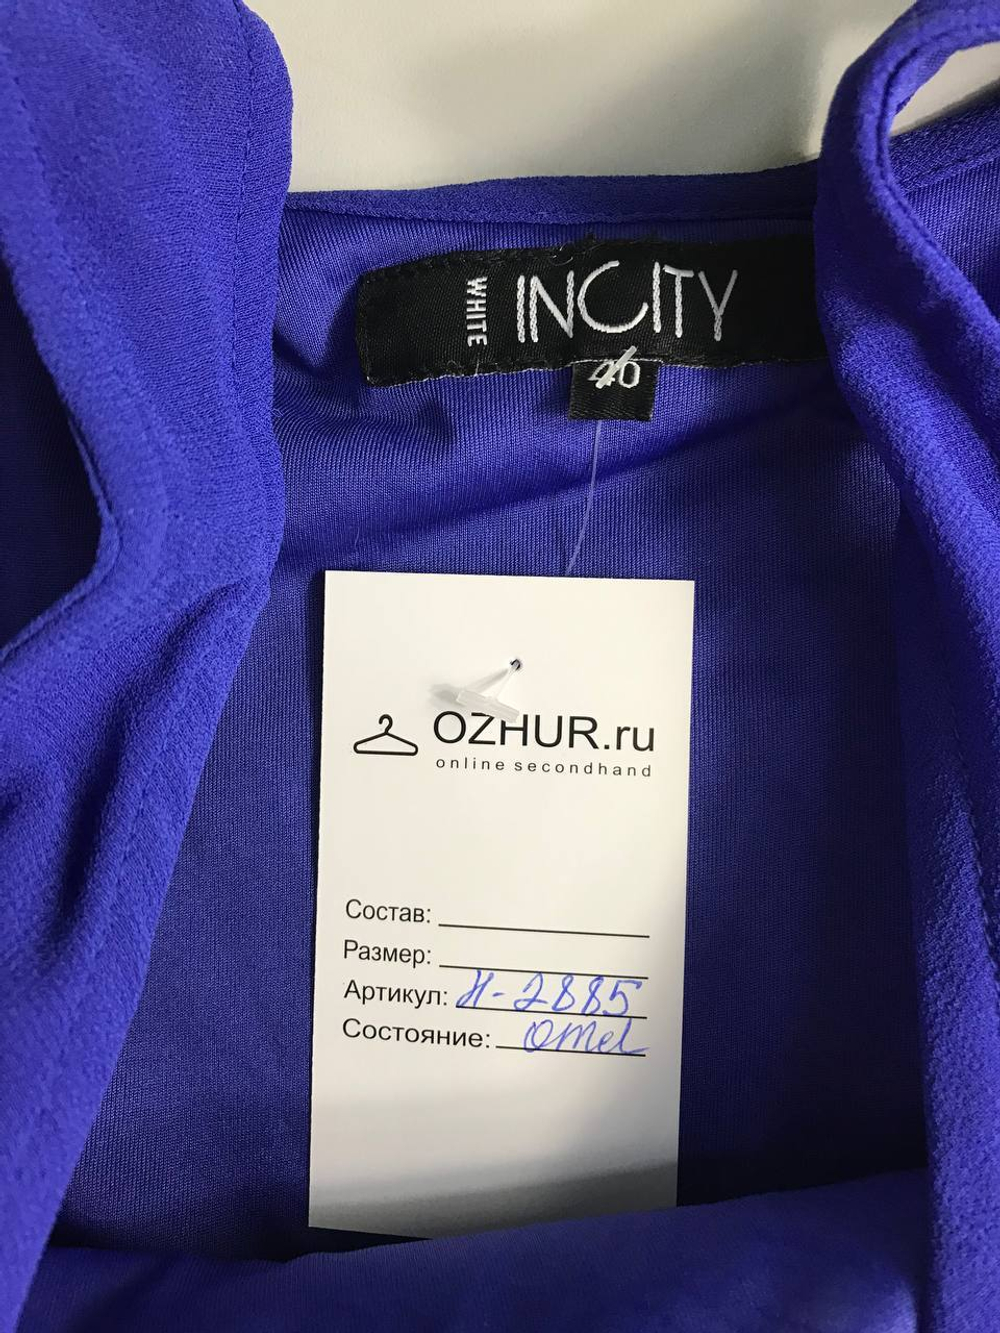 WHITE
INCITY
40
OZHUR.ru
online secondhand
Состав:
Размер:
Артикул: Н-2885
Состояние: отл